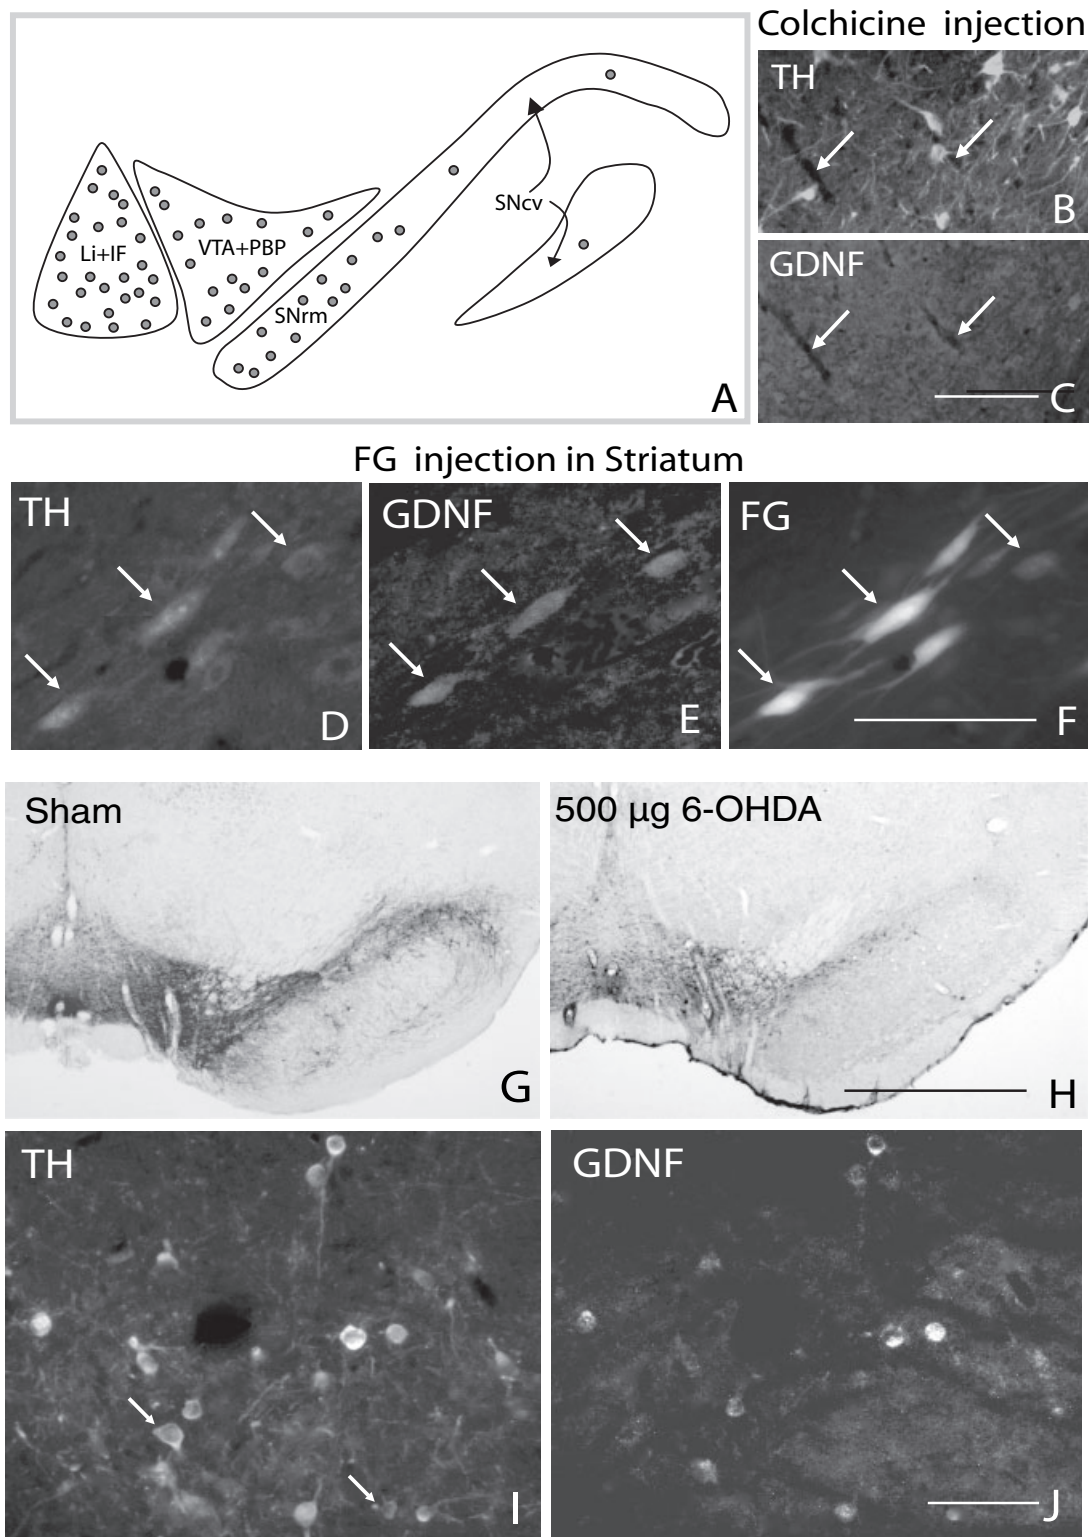 Colchicine injection
TH
B
GDNF
C
Li+IF
VTA+PBP
SNrm
SNcv
A
FG injection in Striatum
TH
D
GDNF
E
FG
F
Sham
G
500 µg 6-OHDA
H
TH
I
GDNF
J